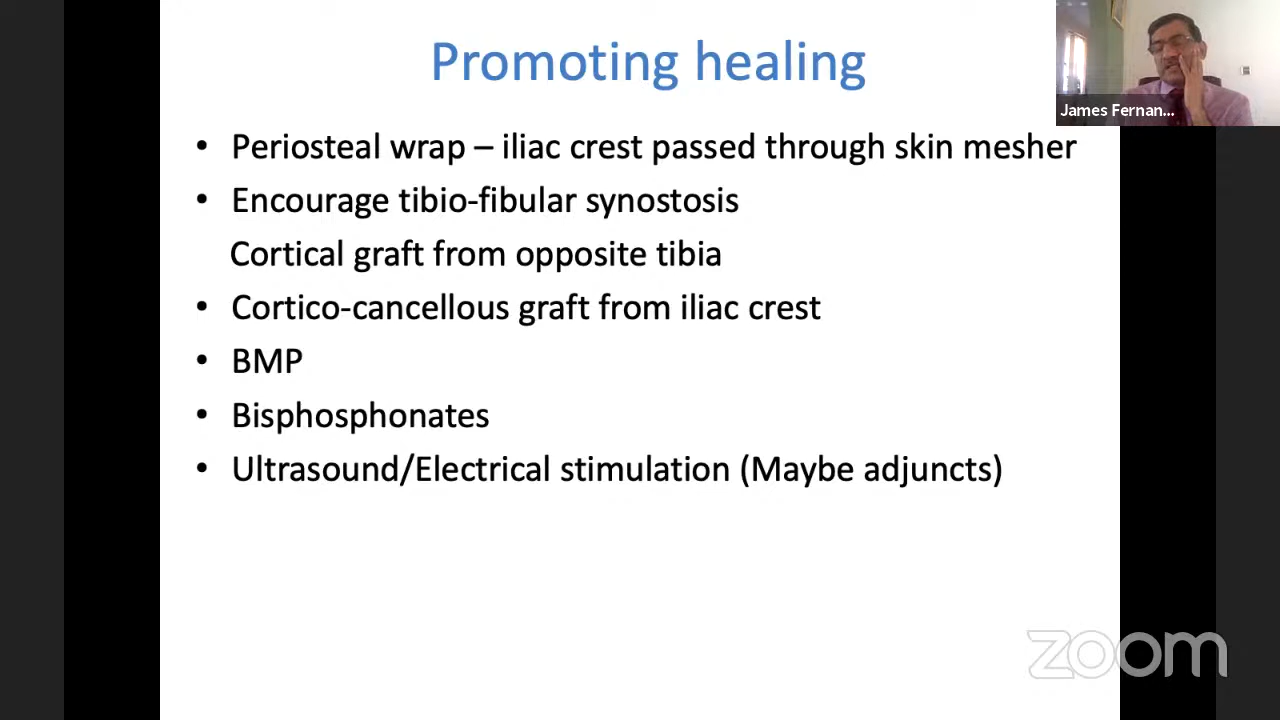 Promoting healing
James Fernan...
• Periosteal wrap – iliac crest passed through skin mesher
• Encourage tibio-fibular synostosis
Cortical graft from opposite tibia
• Cortico-cancellous graft from iliac crest
• BMP
• Bisphosphonates
• Ultrasound/Electrical stimulation (Maybe adjuncts)
zoom